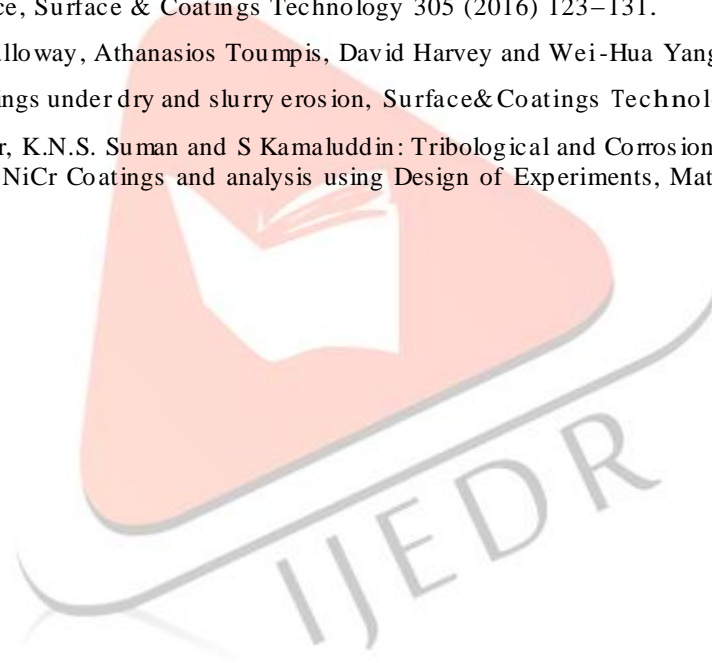 ce, Surface & Coatings Technology 305 (2016) 123–131.
alloway, Athanasios Toumpis, David Harvey and Wei-Hua Yang
ings under dry and slurry erosion, Surface& Coatings Technol
r, K.N.S. Suman and S Kamaluddin: Tribological and Corrosion
NiCr Coatings and analysis using Design of Experiments, Mat
IJEDR